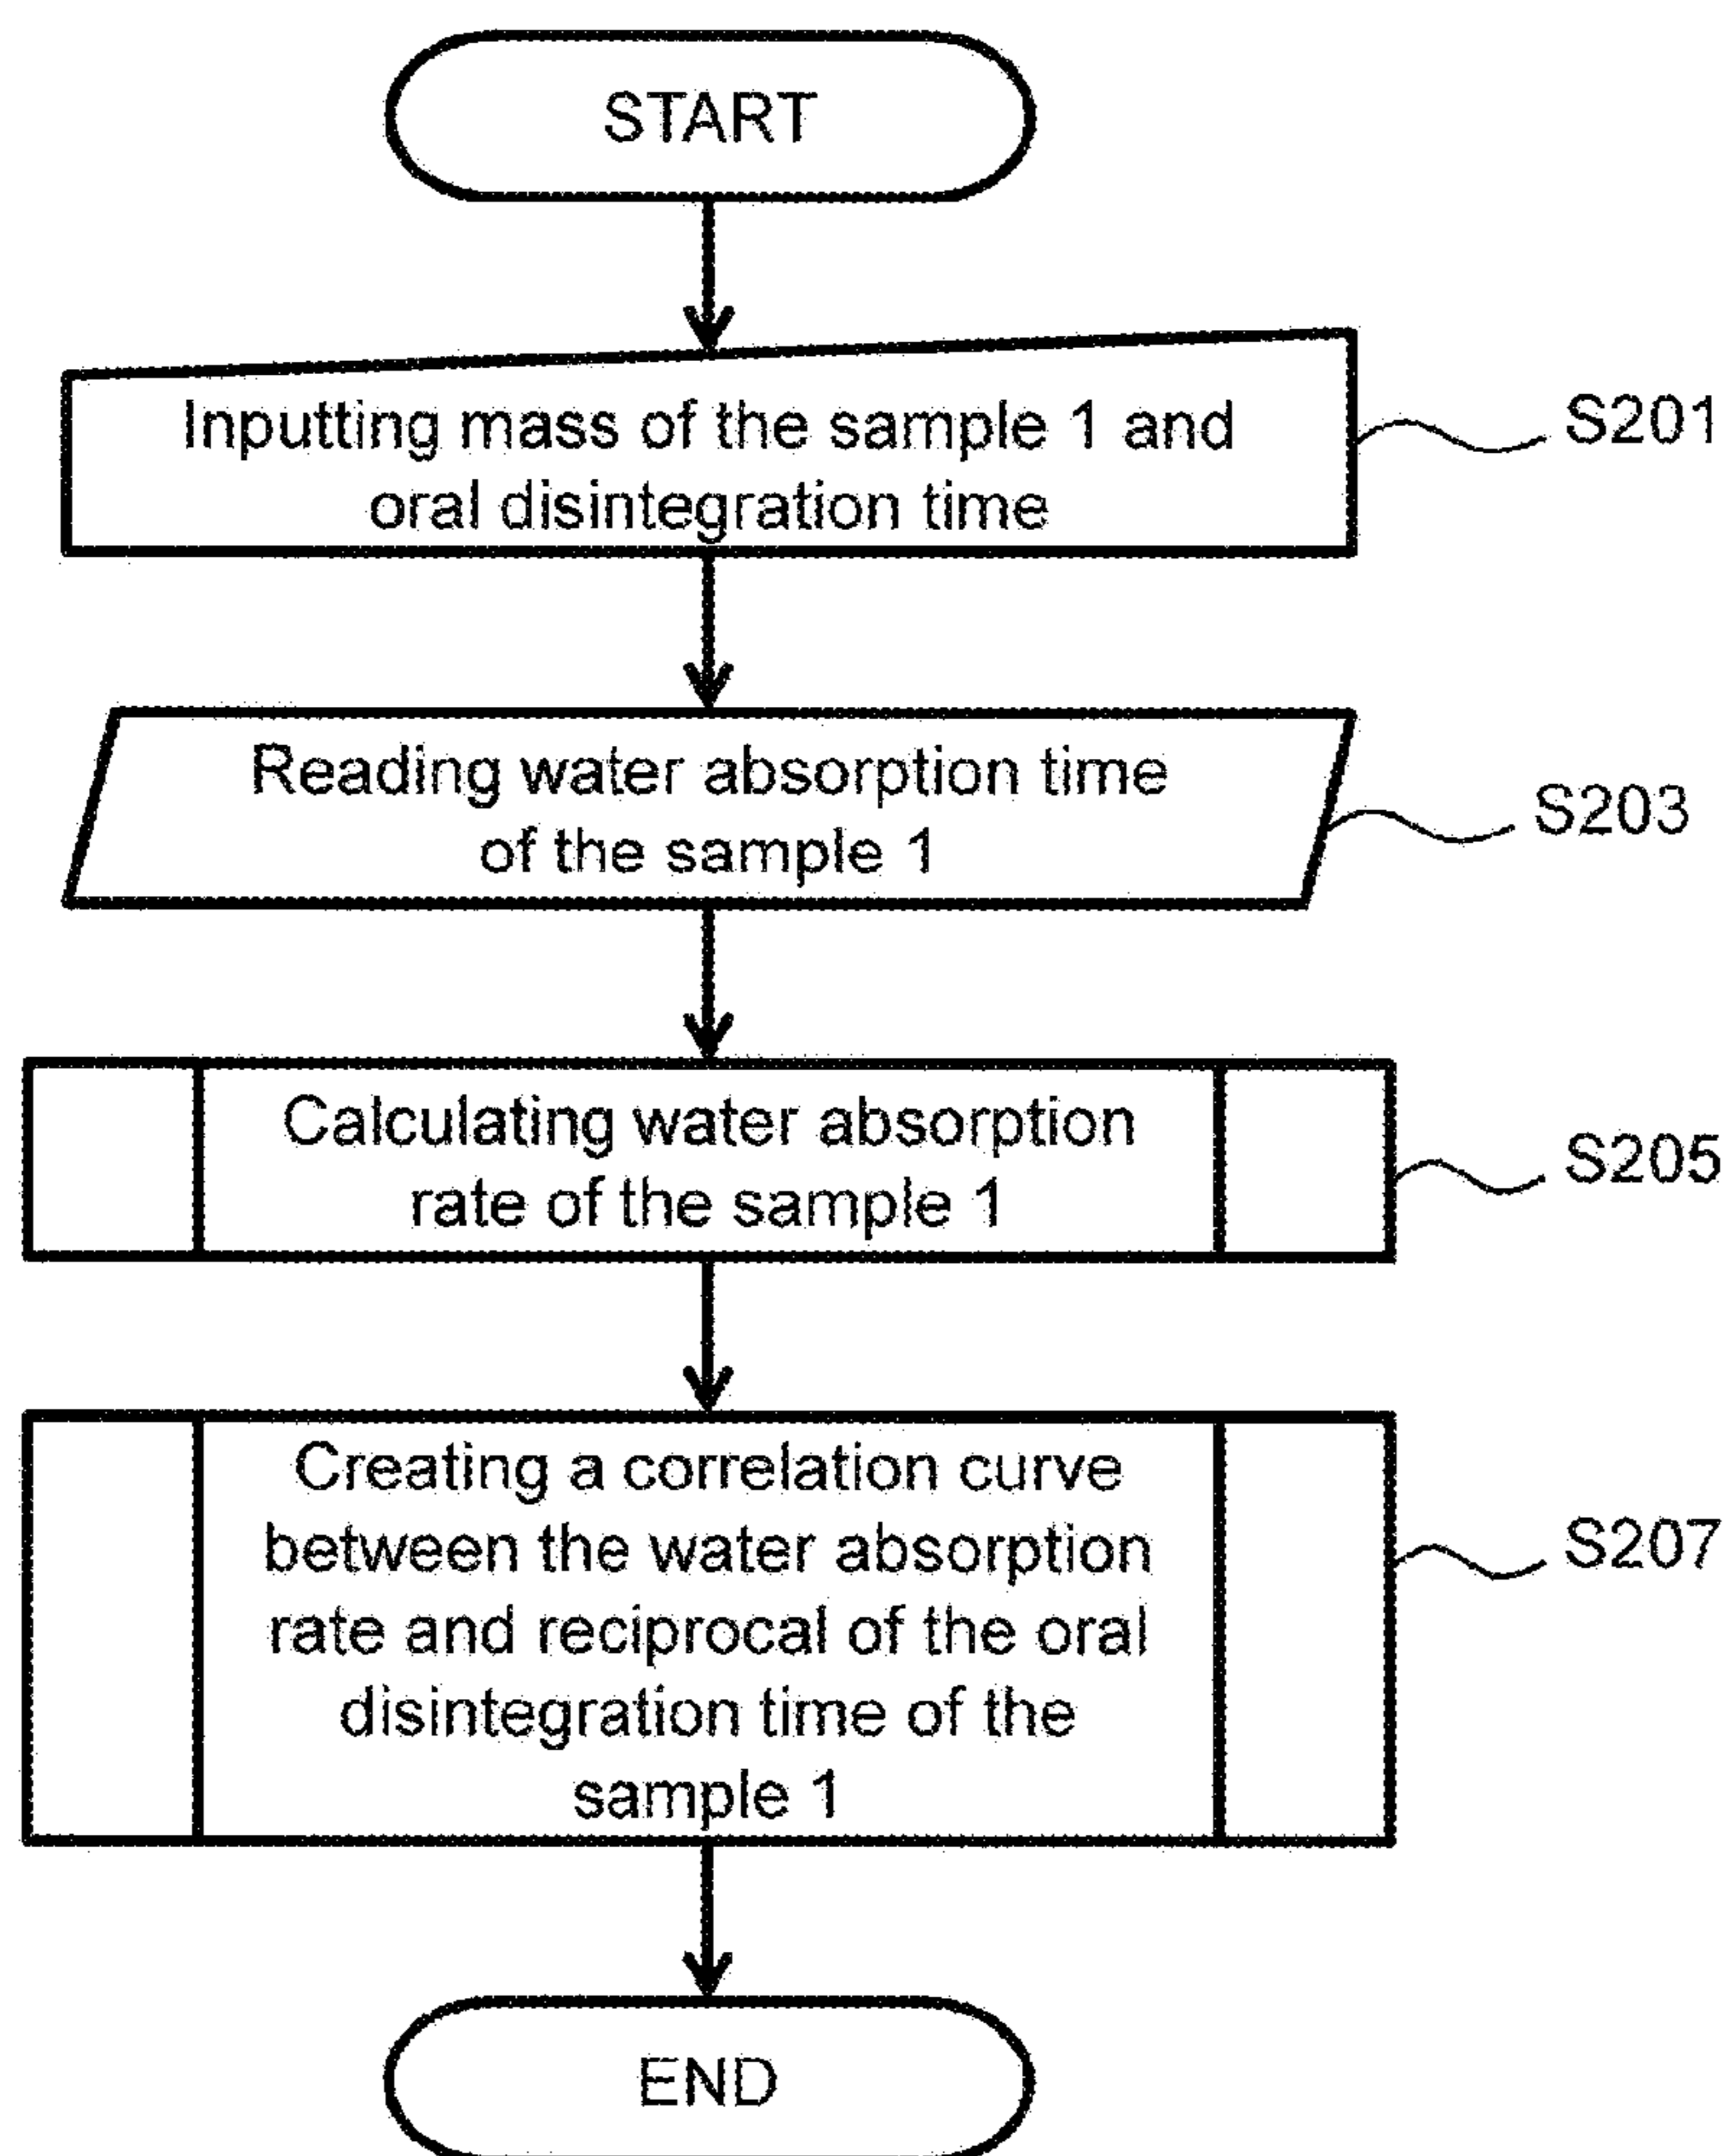 START
Inputting mass of the sample 1 and
oral disintegration time
S201
Reading water absorption time
of the sample 1
S203
Calculating water absorption
rate of the sample 1
S205
Creating a correlation curve
between the water absorption
rate and reciprocal of the oral
disintegration time of the
sample 1
S207
END